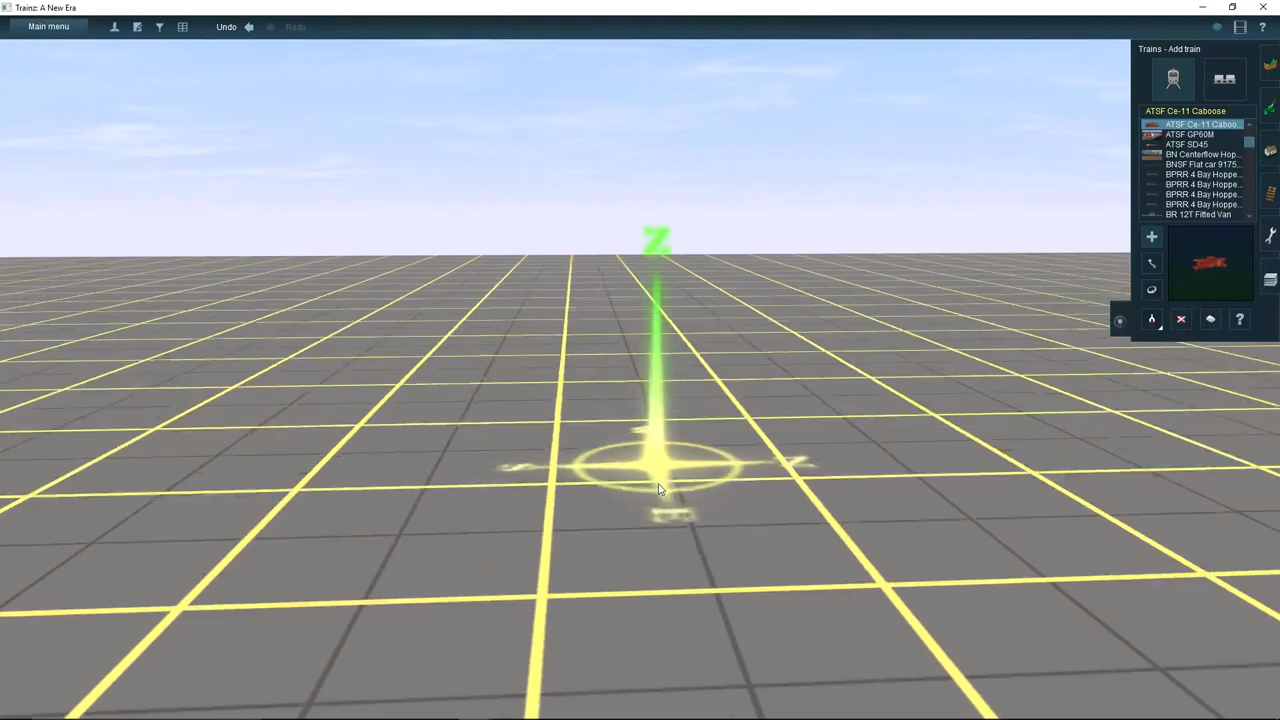 Trainz: A New Era
Main menu
Undo
Redo
Trains - Add train
ATSF Ce-11 Caboose
ATSF Ce-11 Caboo...
ATSF GP60M
ATSF SD45
BN Centerflow Hop...
BNSF Flat car 9175...
BPRR 4 Bay Hoppe...
BPRR 4 Bay Hoppe...
BPRR 4 Bay Hoppe...
BPRR 4 Bay Hoppe...
BR 12T Fitted Van
?
?
Z
S
N
E